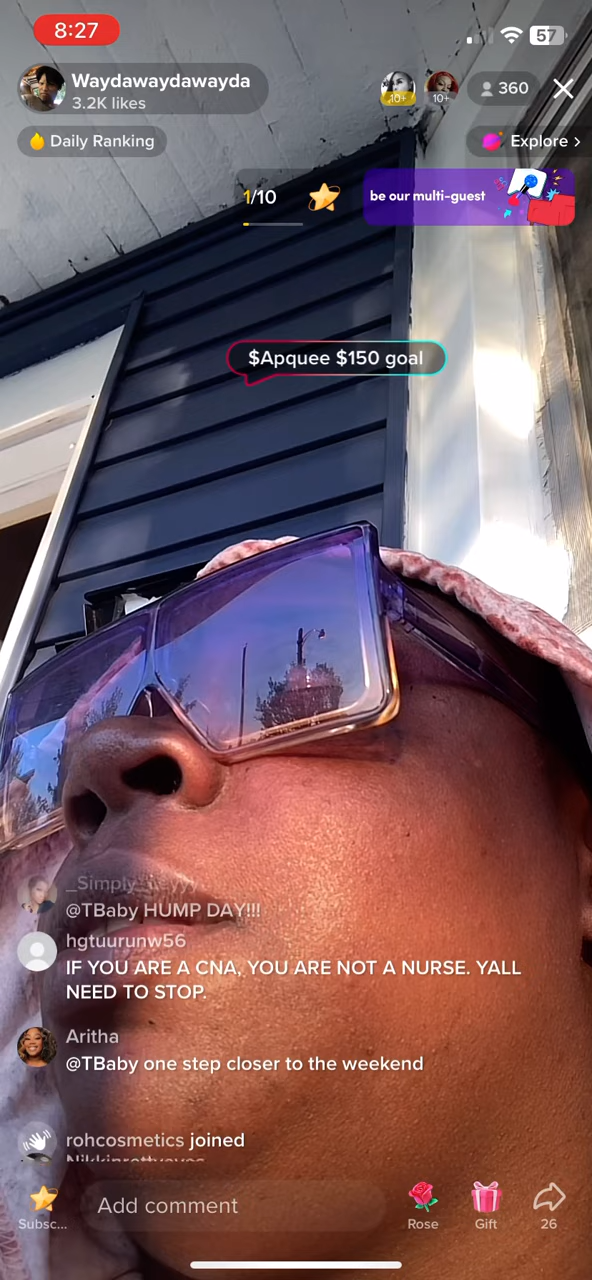 8:27
57
Waydawaydawayda
3.2K likes
10+
10+
360
Daily Ranking
Explore >
1/10
be our multi-guest
$Apquee $150 goal
@TBaby HUMP DAY!!!
hgtuurunw56
IF YOU ARE A CNA, YOU ARE NOT A NURSE. YALL
NEED TO STOP.
Aritha
@TBaby one step closer to the weekend
rohcosmetics joined
Subsc...
Add comment
Rose
Gift
26